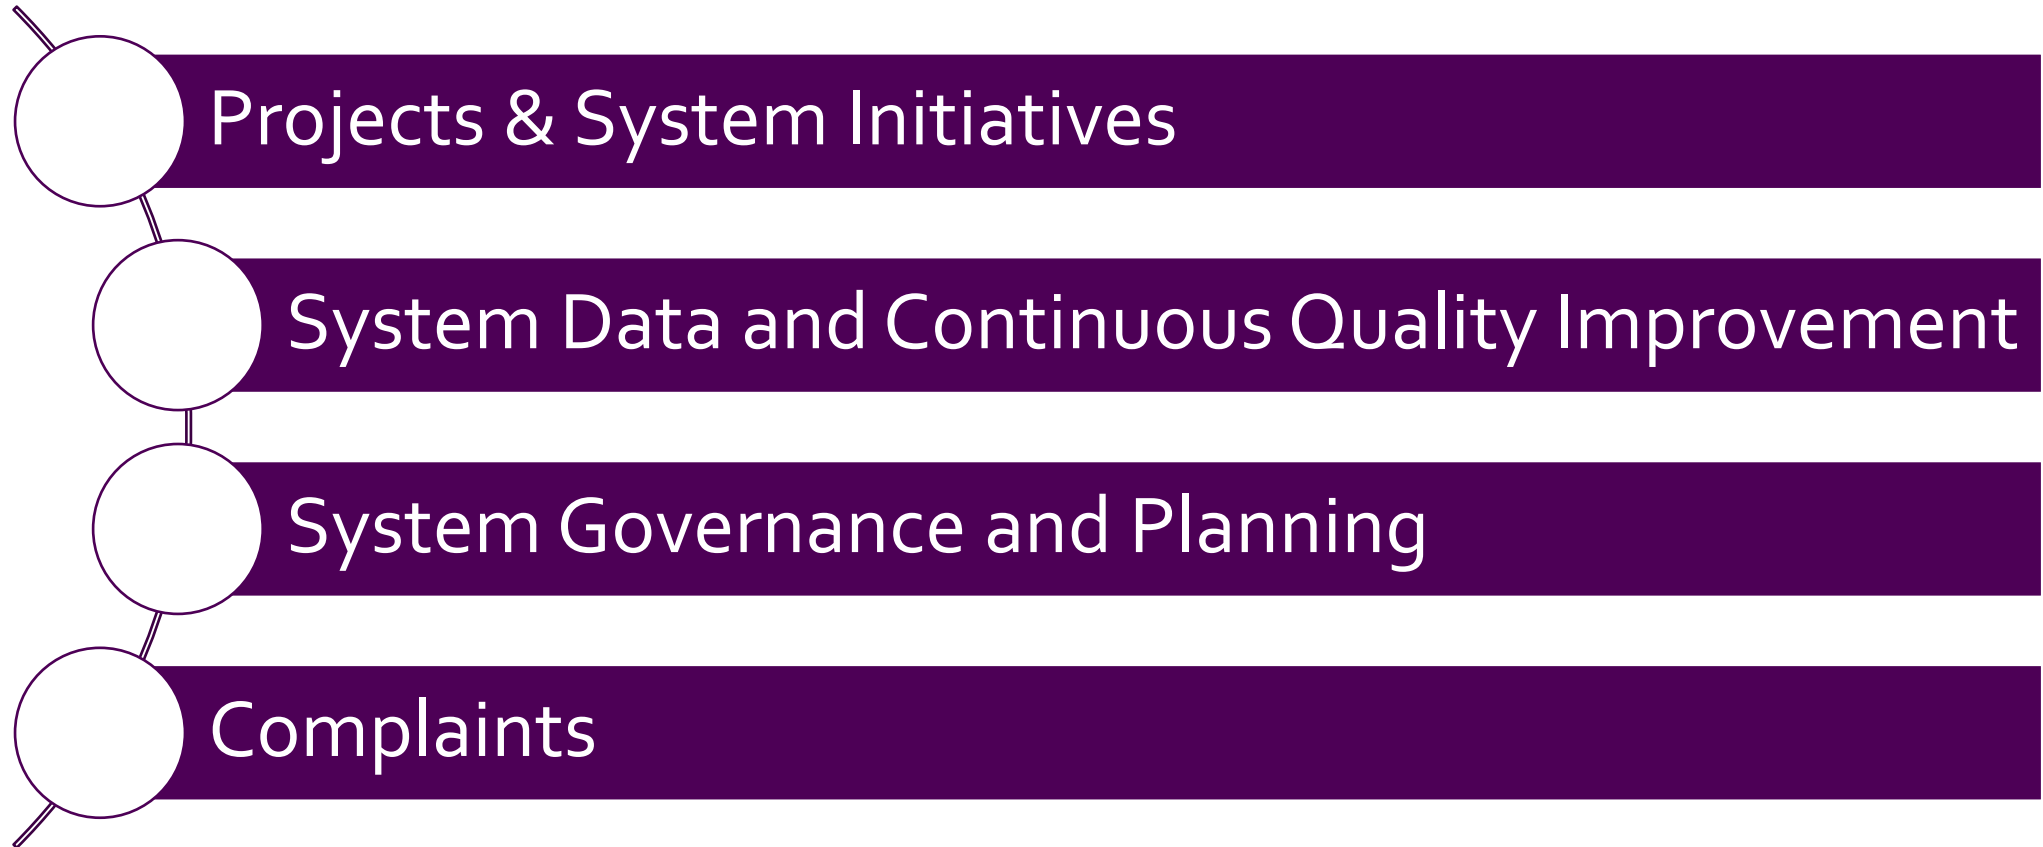 Projects & System Initiatives
System Data and Continuous Quality Improvement
System Governance and Planning
Complaints